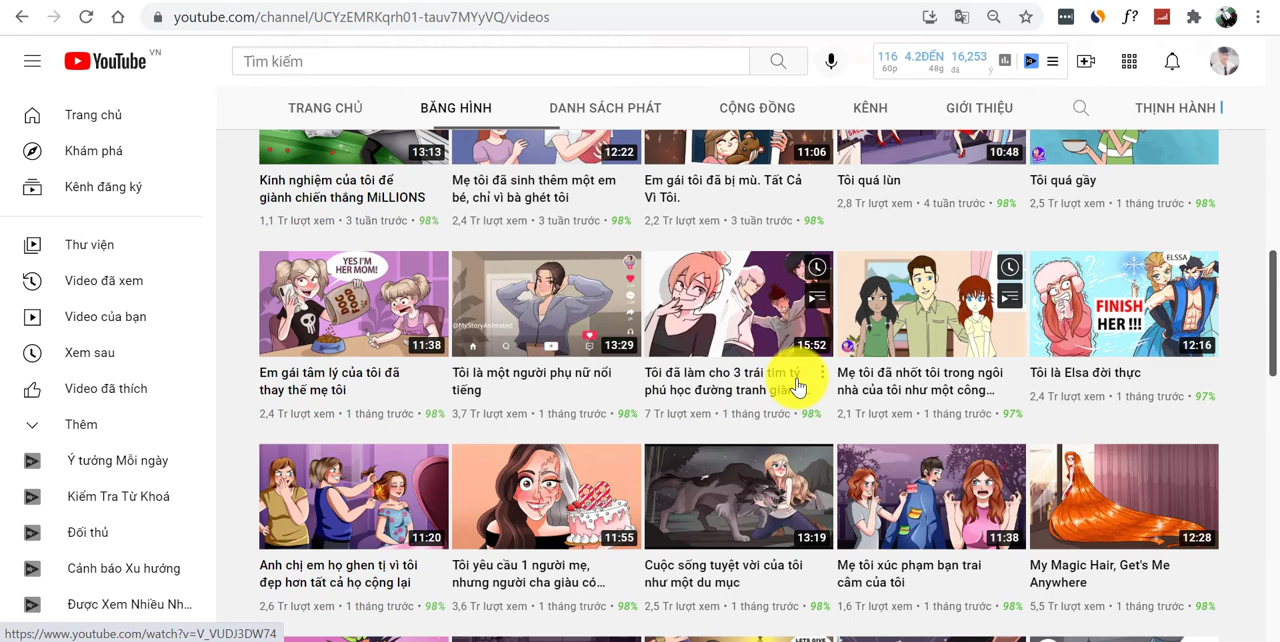 youtube.com/channel/UCYzEMRKqrh01-tauv7MYyVQ/videos
YouTube VN
Tìm kiếm
116 4.2ĐẾN 16,253
60p 48g đá ý
TRANG CHỦ BĂNG HÌNH DANH SÁCH PHÁT CỘNG ĐỒNG KÊNH GIỚI THIỆU THỊNH HÀNH
Trang chủ
Khám phá
Kênh đăng ký
Thư viện
Video đã xem
Video của bạn
Xem sau
Video đã thích
Thêm
Ý tưởng Mỗi ngày
Kiểm Tra Từ Khoá
Đối thủ
Cảnh báo Xu hướng
Được Xem Nhiều Nh...
13:13
Kinh nghiệm của tôi để
giành chiến thắng MiLLIONS
1,1 Tr lượt xem • 3 tuần trước • 98%
12:22
Mẹ tôi đã sinh thêm một em
bé, chỉ vì bà ghét tôi
2,4 Tr lượt xem • 3 tuần trước • 98%
11:06
Em gái tôi đã bị mù. Tất Cả
Vì Tôi.
2,2 Tr lượt xem • 3 tuần trước • 98%
10:48
Tôi quá lùn
2,8 Tr lượt xem • 4 tuần trước • 98%
Tôi quá gầy
2,5 Tr lượt xem • 1 tháng trước • 98%
YES I'M
HER MOM!
DOG
FOOD
11:38
Em gái tâm lý của tôi đã
thay thế mẹ tôi
2,4 Tr lượt xem • 1 tháng trước • 98%
@MyStoryAnimated
13:29
Tôi là một người phụ nữ nổi
tiếng
3,7 Tr lượt xem • 1 tháng trước • 98%
15:52
Tôi đã làm cho 3 trái tim tỷ
phú học đường tranh
7 Tr lượt xem • 1 tháng trước • 98%
Mẹ tôi đã nhốt tôi trong ngôi
nhà của tôi như một công...
2,1 Tr lượt xem • 1 tháng trước • 97%
ELSSA
FINISH
HER !!!
12:16
Tôi là Elsa đời thực
2,4 Tr lượt xem • 1 tháng trước • 97%
11:20
Anh chị em họ ghen tị vì tôi
đẹp hơn tất cả họ cộng lại
2,6 Tr lượt xem • 1 tháng trước • 98%
11:55
Tôi yêu cầu 1 người mẹ,
nhưng người cha giàu có...
3,6 Tr lượt xem • 1 tháng trước • 98%
13:19
Cuộc sống tuyệt vời của tôi
như một du mục
2,5 Tr lượt xem • 1 tháng trước • 98%
11:38
Mẹ tôi xúc phạm bạn trai
câm của tôi
1,6 Tr lượt xem • 1 tháng trước • 98%
12:28
My Magic Hair, Get's Me
Anywhere
5,5 Tr lượt xem • 1 tháng trước • 98%
LETS GIVE
https://www.youtube.com/watch?v=V_VUDJ3DW74